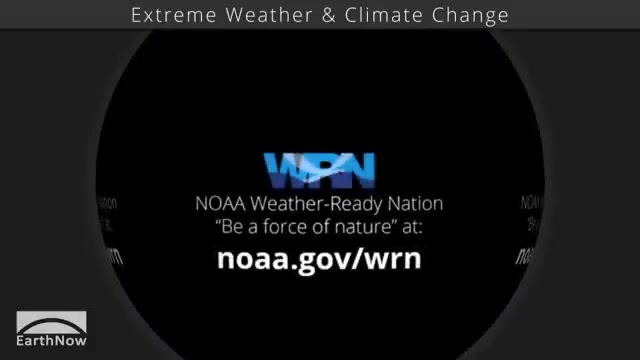 Extreme Weather & Climate Change
WRN
NOAA Weather-Ready Nation
“Be a force of nature” at:
noaa.gov/wrn
EarthNow